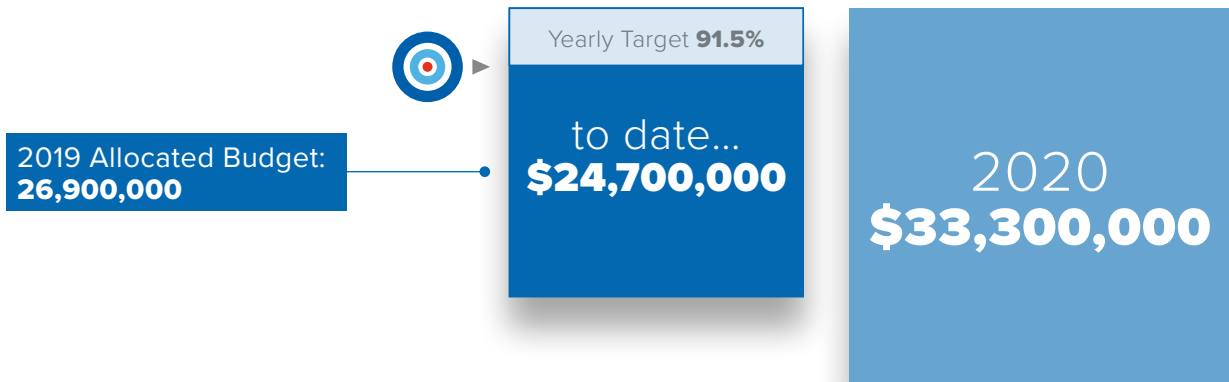 Yearly Target 91.5%
to date...
$24,700,000
2019 Allocated Budget:
26,900,000
2020
$33,300,000